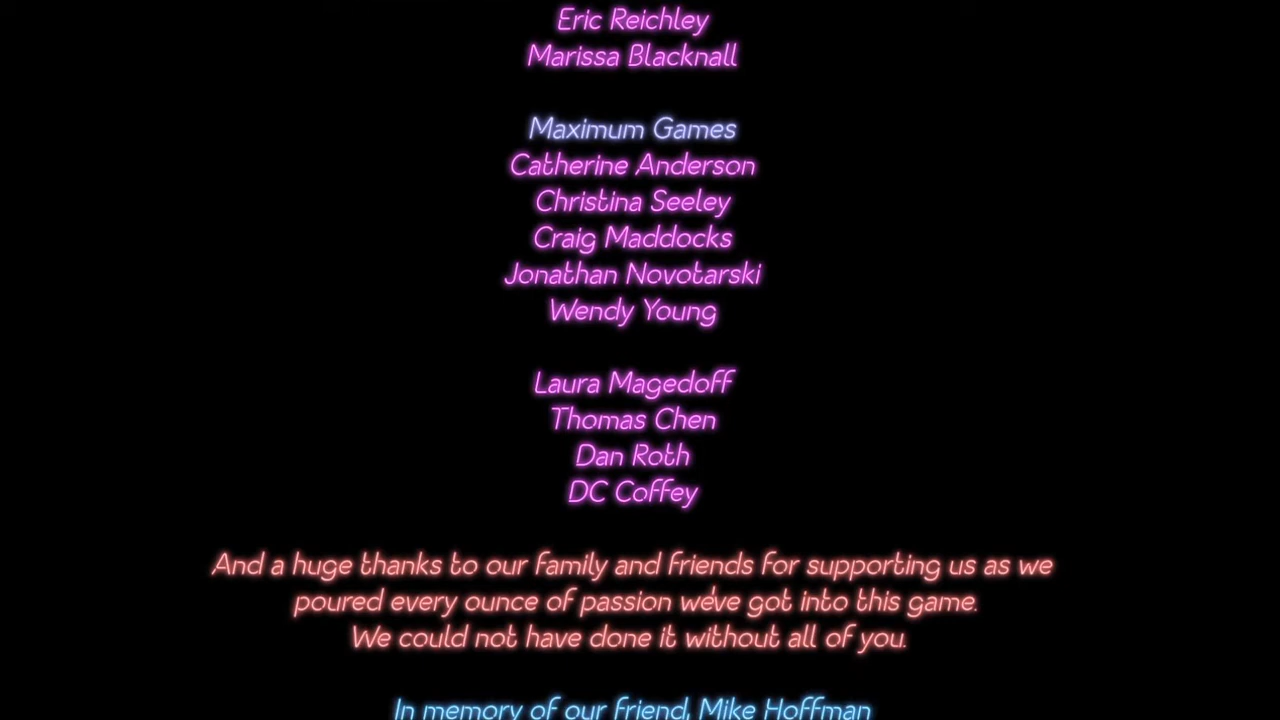 Eric Reichley
Marissa Blacknall
Maximum Games
Catherine Anderson
Christina Seeley
Craig Maddocks
Jonathan Novotarski
Wendy Young
Laura Magedoff
Thomas Chen
Dan Roth
DC Coffey
And a huge thanks to our family and friends for supporting us as we
poured every ounce of passion we've got into this game.
We could not have done it without all of you.
In memory of our friend, Mike Hoffman